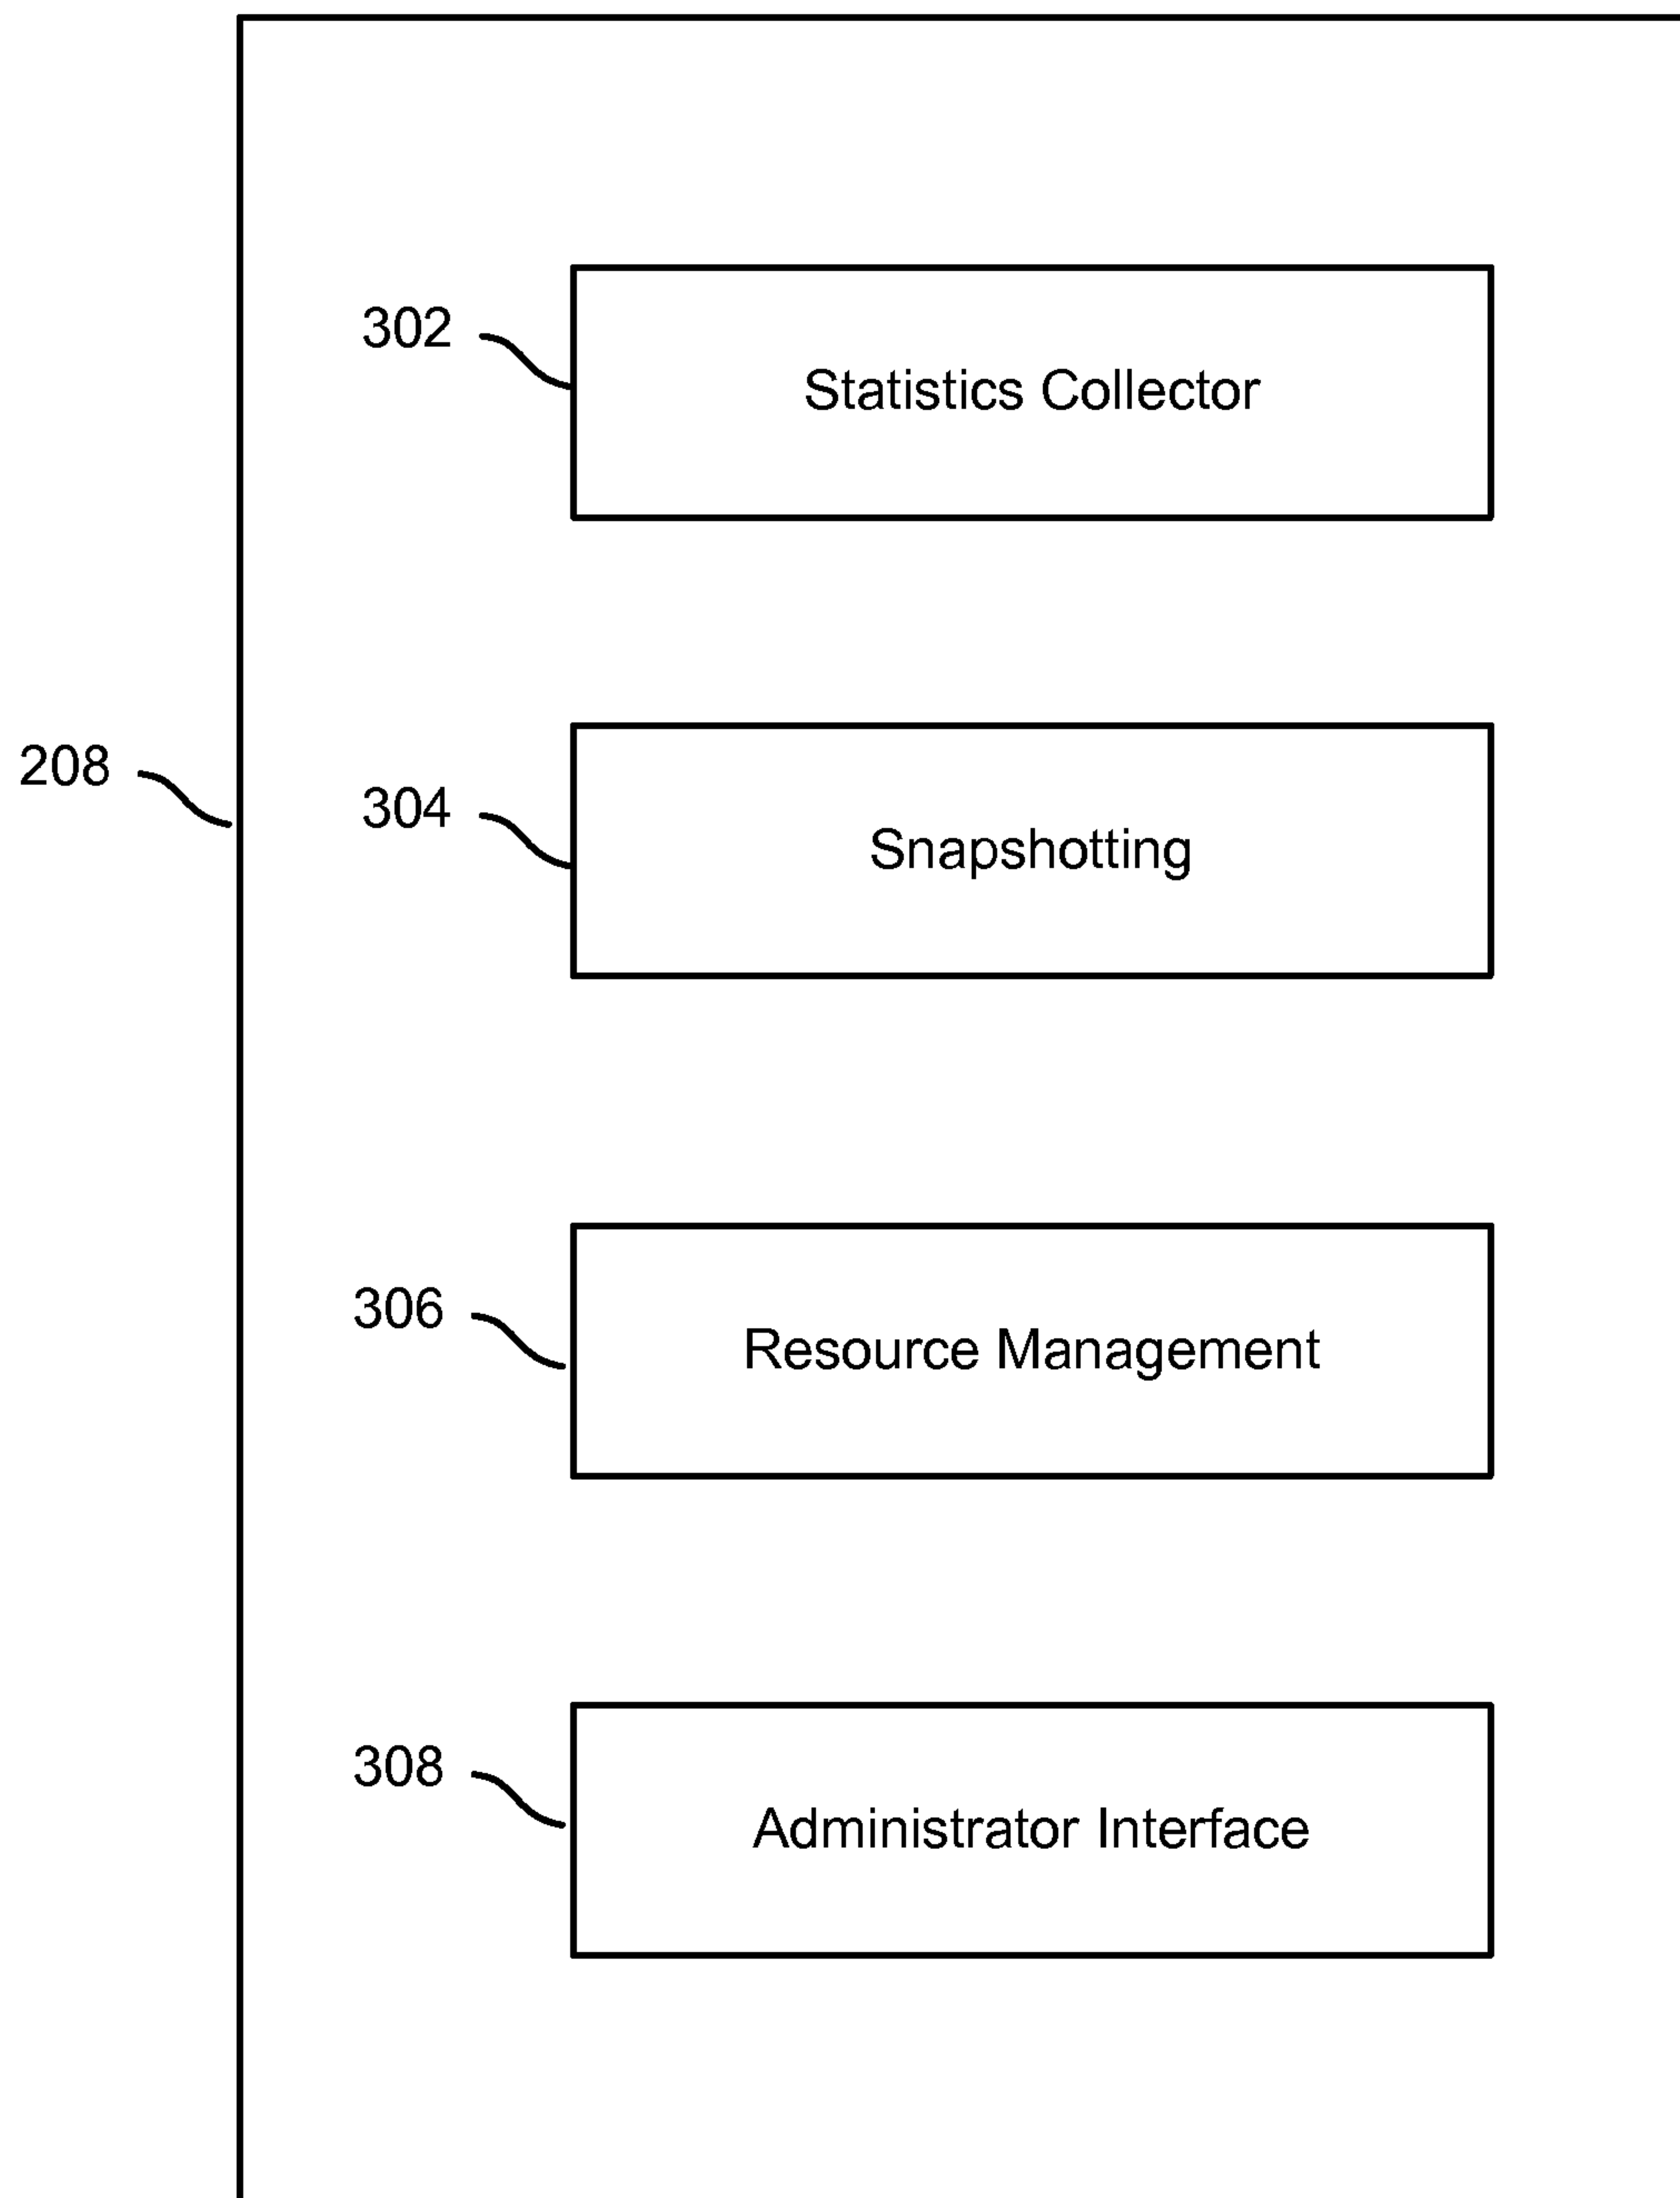 302
Statistics Collector
208
304
Snapshotting
306
Resource Management
308
Administrator Interface